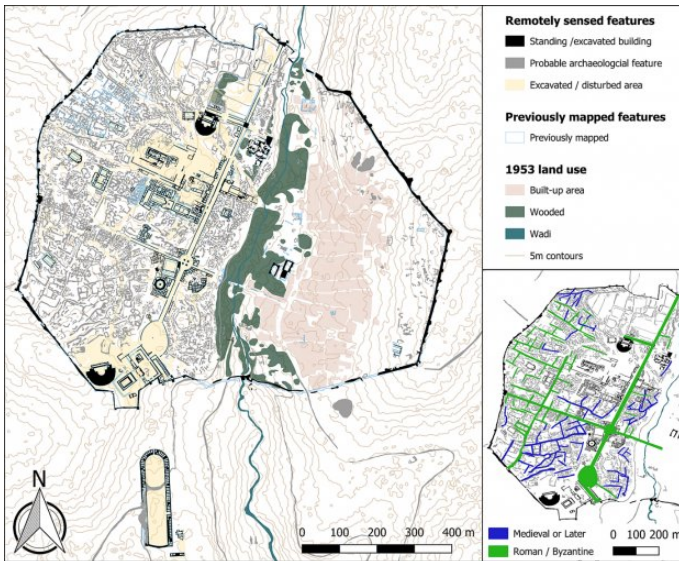 Remotely sensed features
Standing /excavated building
Probable archaeologcial feature
Excavated / disturbed area
Previously mapped features
Previously mapped
1953 land use
Built-up area
Wooded
Wadi
5m contours
N
0 100 200 300 400 m
Medieval or Later
Roman / Byzantine
0 100 200 m